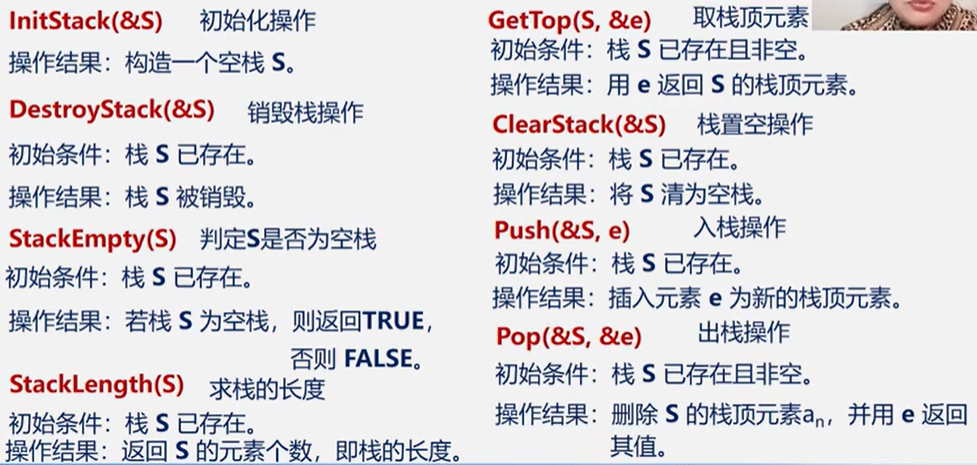 InitStack(&S) 初始化操作
操作结果：构造一个空栈 S。
DestroyStack(&S) 销毁栈操作
初始条件：栈 S 已存在。
操作结果：栈 S 被销毁。
StackEmpty(S) 判定S是否为空栈
初始条件：栈 S 已存在。
操作结果：若栈 S 为空栈，则返回TRUE，
否则 FALSE。
StackLength(S) 求栈的长度
初始条件：栈 S 已存在。
操作结果：返回 S 的元素个数，即栈的长度。
GetTop(S, &e) 取栈顶元素
初始条件：栈 S 已存在且非空。
操作结果：用 e 返回 S 的栈顶元素。
ClearStack(&S) 栈置空操作
初始条件：栈 S 已存在。
操作结果：将 S 清为空栈。
Push(&S, e) 入栈操作
初始条件：栈 S 已存在。
操作结果：插入元素 e 为新的栈顶元素。
Pop(&S, &e) 出栈操作
初始条件：栈 S 已存在且非空。
操作结果：删除 S 的栈顶元素aₙ，并用 e 返回
其值。